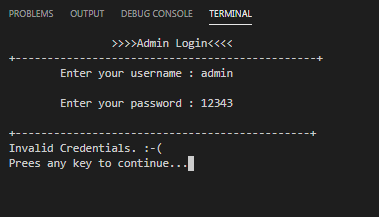 PROBLEMS OUTPUT DEBUG CONSOLE TERMINAL
>>>>Admin Login<<<<
+-----------------------------------------------+
Enter your username : admin
Enter your password : 12343
+----------------------------------------------+
Invalid Credentials. :-(
Prees any key to continue...